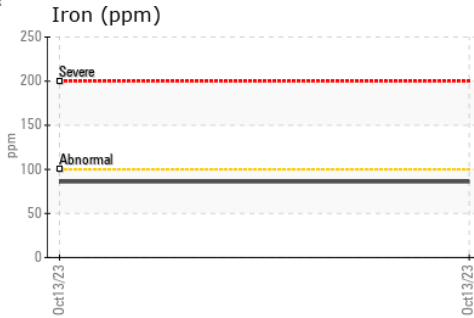 Iron (ppm)
250
Severe
200
150
ppm
Abnormal
100
50
0
Oct13/23
Oct13/23